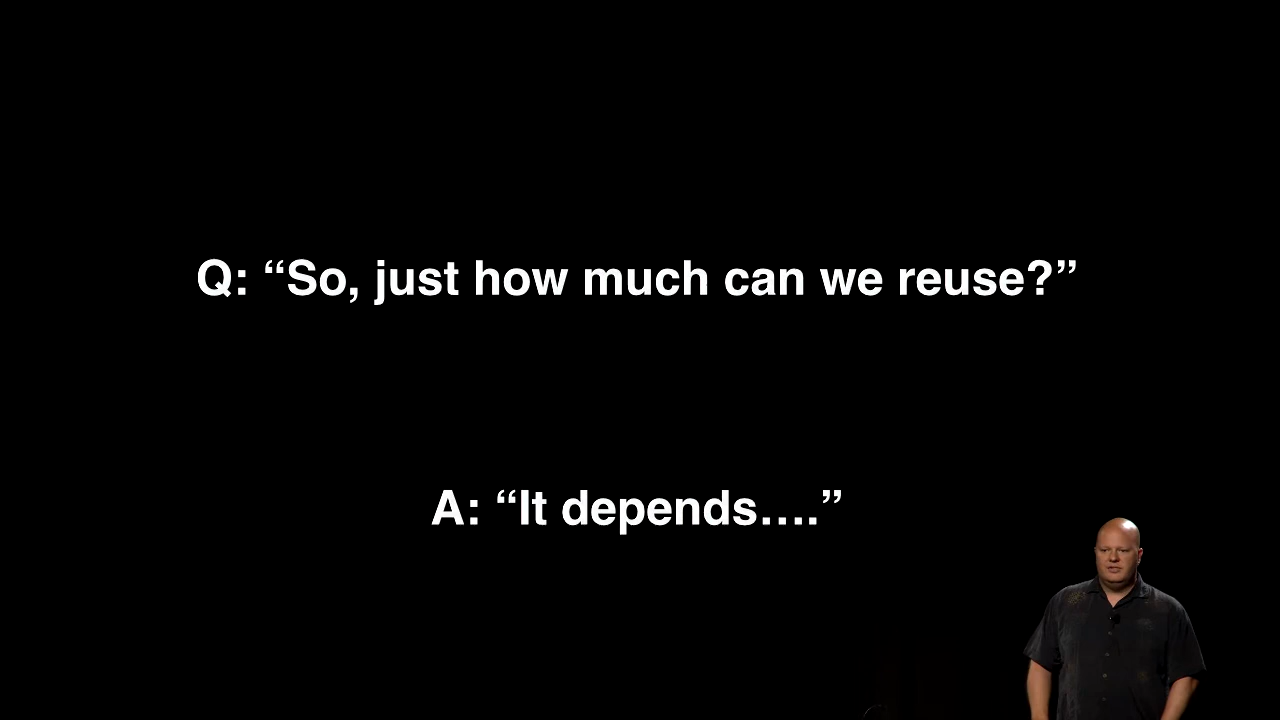 Q: “So, just how much can we reuse?”
A: “It depends….”